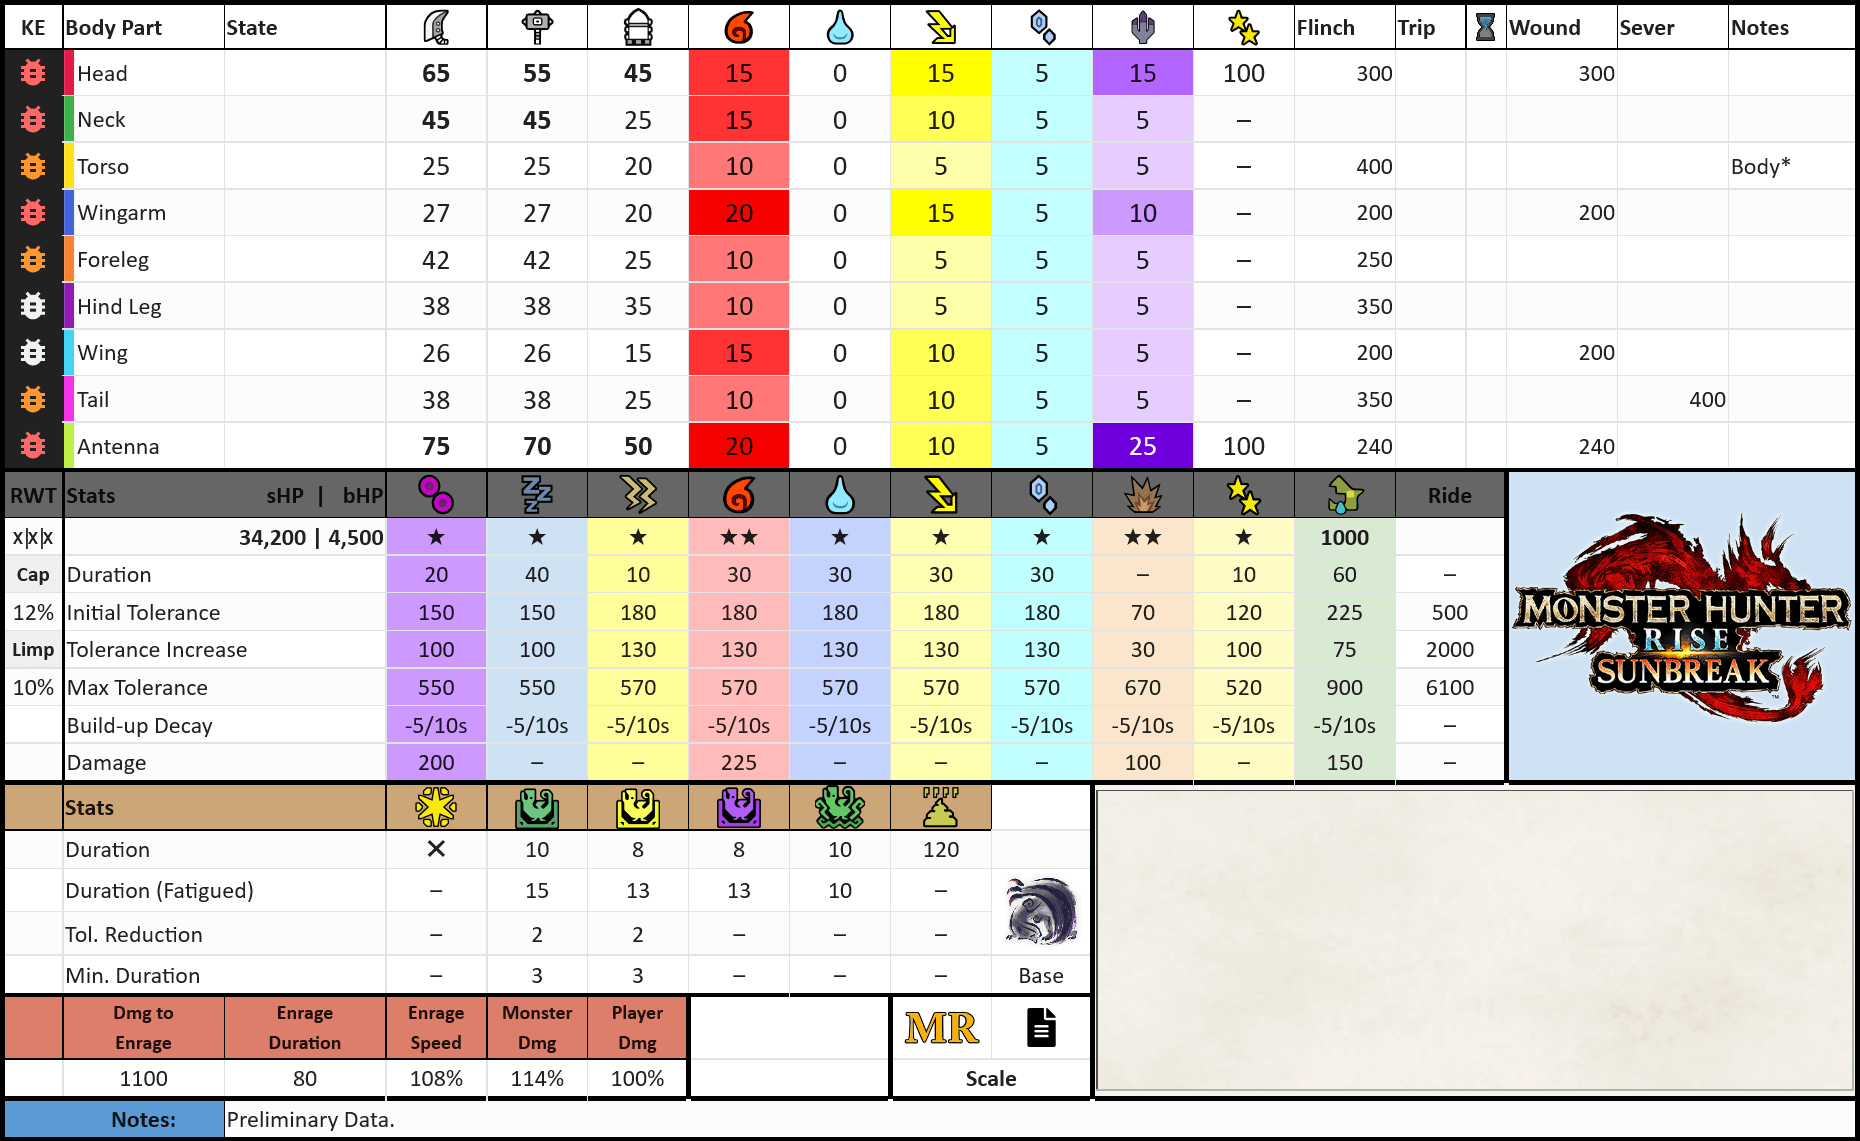 KE Body Part State Flinch Trip Wound Sever Notes
Head 65 55 45 15 0 15 5 15 100 300 300
Neck 45 45 25 15 0 10 5 5 –
Torso 25 25 20 10 0 5 5 5 – 400 Body*
Wingarm 27 27 20 20 0 15 5 10 – 200 200
Foreleg 42 42 25 10 0 5 5 5 – 250
Hind Leg 38 38 35 10 0 5 5 5 – 350
Wing 26 26 15 15 0 10 5 5 – 200 200
Tail 38 38 25 10 0 10 5 5 – 350 400
Antenna 75 70 50 20 0 10 5 25 100 240 240
RWT Stats sHP | bHP Ride
x|x|x 34,200 | 4,500 ★ ★ ★ ★★ ★ ★ ★ ★★ ★ 1000
Cap Duration 20 40 10 30 30 30 30 – 10 60 –
12% Initial Tolerance 150 150 180 180 180 180 180 70 120 225 500
Limp Tolerance Increase 100 100 130 130 130 130 130 30 100 75 2000
10% Max Tolerance 550 550 570 570 570 570 570 670 520 900 6100
Build-up Decay -5/10s -5/10s -5/10s -5/10s -5/10s -5/10s -5/10s -5/10s -5/10s -5/10s –
Damage 200 – – 225 – – – 100 – 150 –
MONSTER HUNTER
RISE
SUNBREAK
™
Stats
Duration ✕ 10 8 8 10 120
Duration (Fatigued) – 15 13 13 10 –
Tol. Reduction – 2 2 – – –
Min. Duration – 3 3 – – – Base
Dmg to Enrage Enrage Duration Enrage Speed Monster Dmg Player Dmg MR
1100 80 108% 114% 100% Scale
Notes: Preliminary Data.